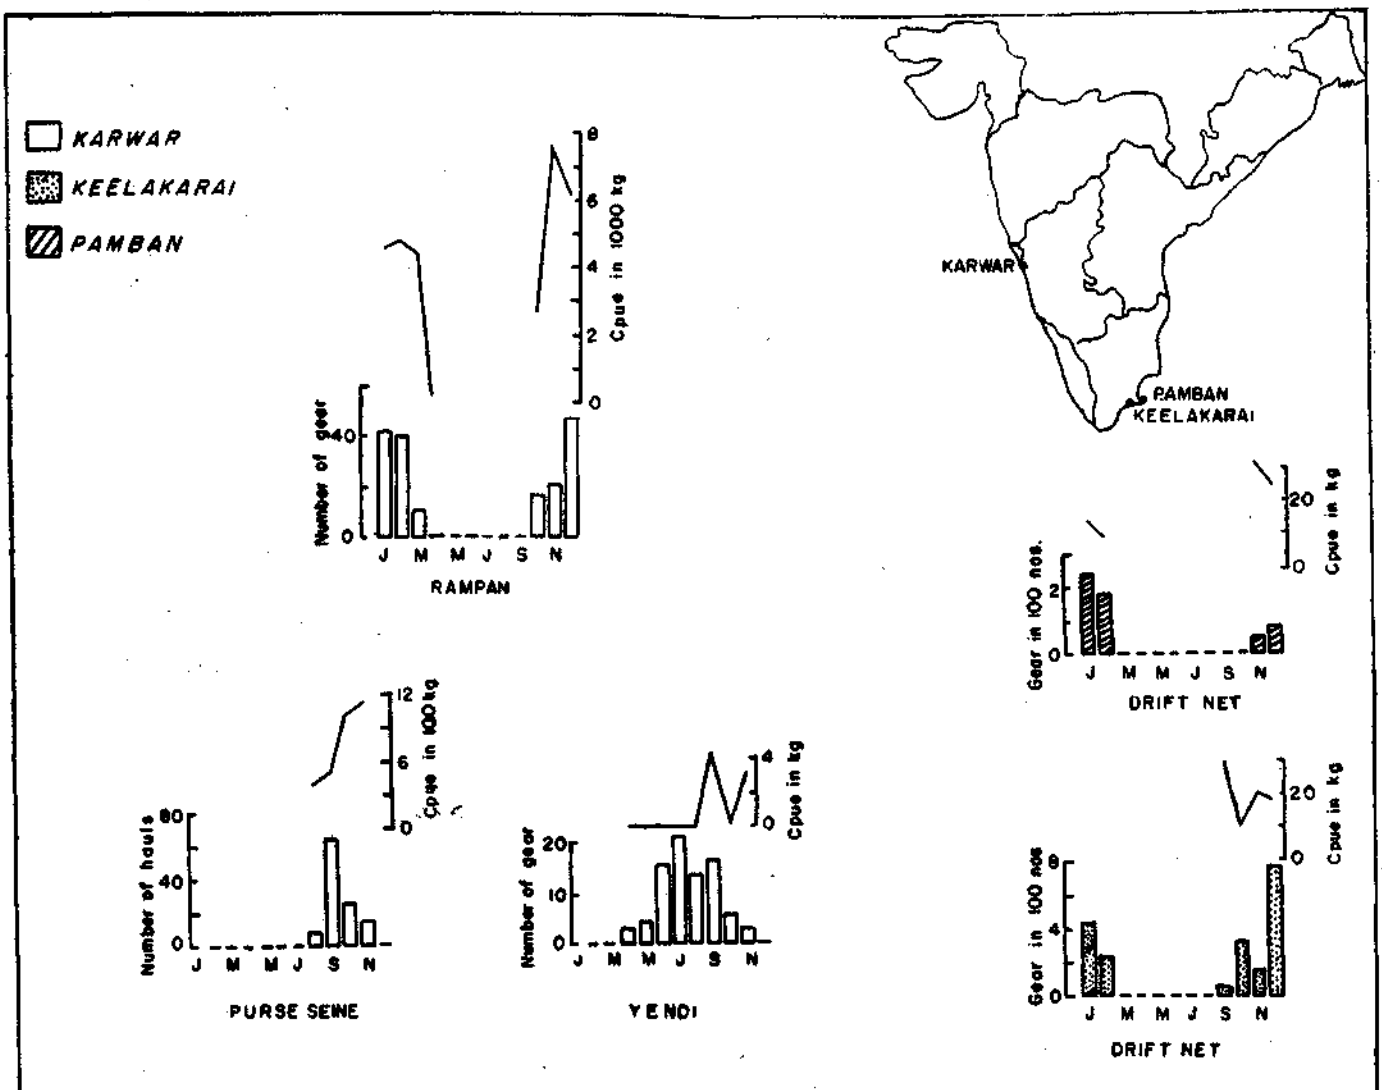 KARWAR
KEELAKARAI
PAMBAN
KARWAR
PAMBAN
KEELAKARAI
8
6
4
2
0
Cpue in 1000 kg
Number of gear
40
0
J M M J S N
RAMPAN
20
0
Cpue in kg
Gear in 100 nos.
2
0
J M M J S N
DRIFT NET
12
6
0
Cpue in 100 kg
Number of hauls
80
40
0
J M M J S N
PURSE SEINE
4
0
Cpue in kg
Number of gear
20
10
0
J M M J S N
YENDI
20
0
Cpue in kg
Gear in 100 nos
8
4
0
J M M J S N
DRIFT NET